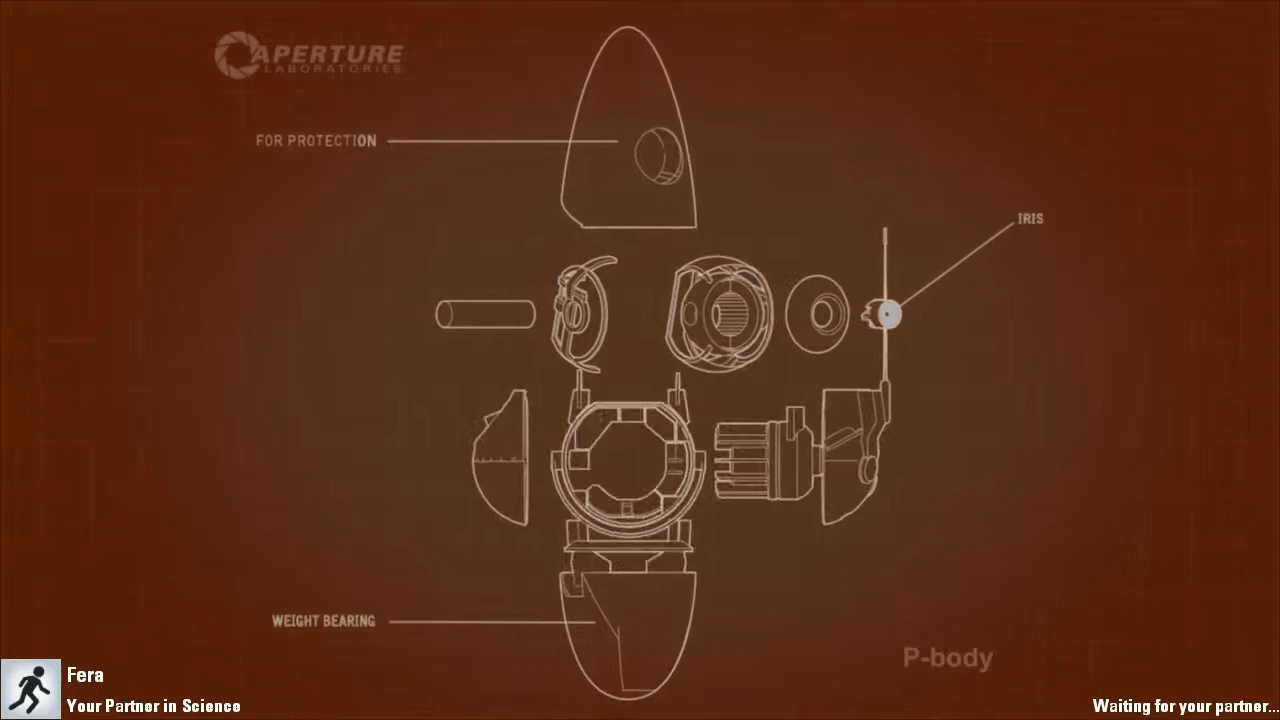 APERTURE
LABORATORIES
FOR PROTECTION
IRIS
WEIGHT BEARING
P-body
Fera
Your Partner in Science
Waiting for your partner...